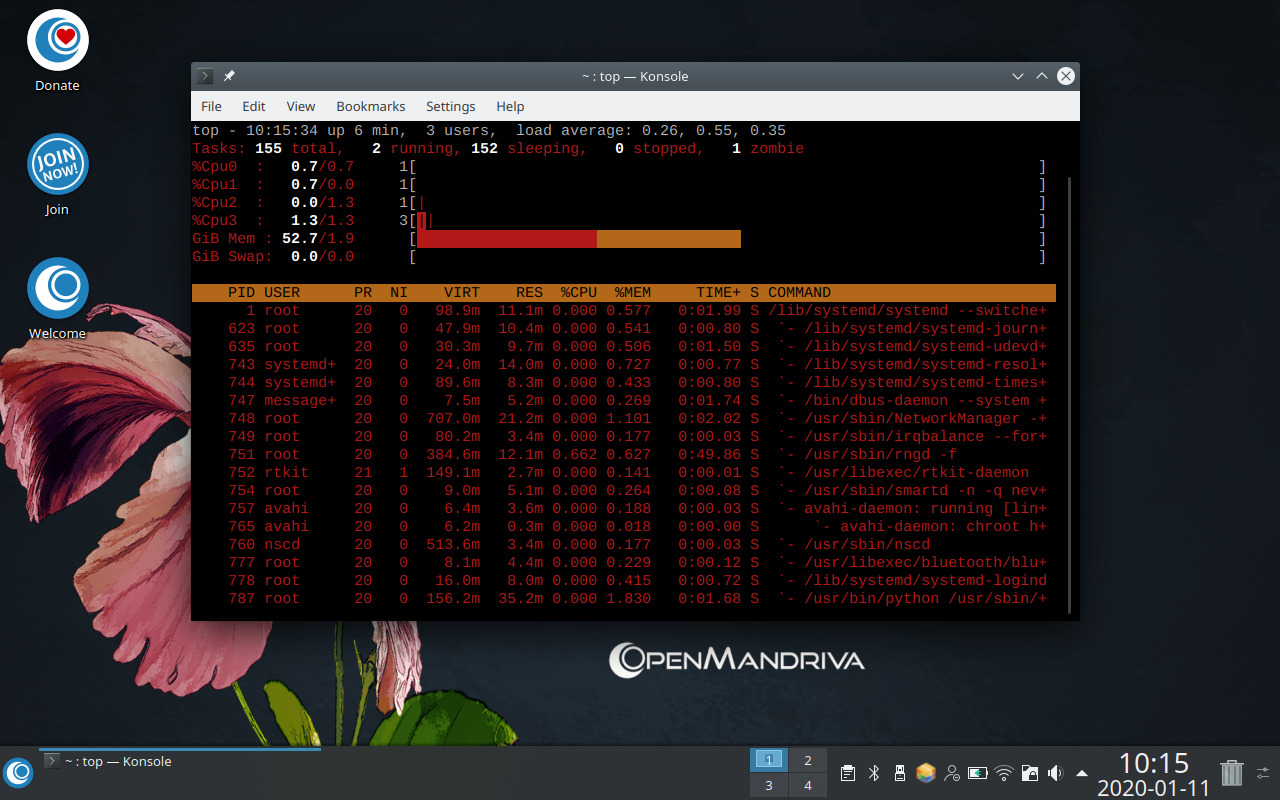 Donate
JOIN NOW!
Join
Welcome
~ : top — Konsole
File Edit View Bookmarks Settings Help
top - 10:15:34 up 6 min,  3 users,  load average: 0.26, 0.55, 0.35
Tasks: 155 total,   2 running, 152 sleeping,   0 stopped,   1 zombie
%Cpu0  :   0.7/0.7     1[                                                                     ]
%Cpu1  :   0.7/0.0     1[                                                                     ]
%Cpu2  :   0.0/1.3     1[|                                                                    ]
%Cpu3  :   1.3/1.3     3[||                                                                   ]
GiB Mem : 52.7/1.9      [                                                                     ]
GiB Swap:  0.0/0.0      [                                                                     ]
    PID USER      PR  NI    VIRT    RES  %CPU  %MEM     TIME+ S COMMAND
      1 root      20   0   98.9m  11.1m 0.000 0.577   0:01.99 S /lib/systemd/systemd --switche+
    623 root      20   0   47.9m  10.4m 0.000 0.541   0:00.80 S  `- /lib/systemd/systemd-journ+
    635 root      20   0   30.3m   9.7m 0.000 0.506   0:01.50 S  `- /lib/systemd/systemd-udevd+
    743 systemd+  20   0   24.0m  14.0m 0.000 0.727   0:00.77 S  `- /lib/systemd/systemd-resol+
    744 systemd+  20   0   89.6m   8.3m 0.000 0.433   0:00.80 S  `- /lib/systemd/systemd-times+
    747 message+  20   0    7.5m   5.2m 0.000 0.269   0:01.74 S  `- /bin/dbus-daemon --system +
    748 root      20   0  707.0m  21.2m 0.000 1.101   0:02.02 S  `- /usr/sbin/NetworkManager -+
    749 root      20   0   80.2m   3.4m 0.000 0.177   0:00.03 S  `- /usr/sbin/irqbalance --for+
    751 root      20   0  384.6m  12.1m 0.662 0.627   0:49.86 S  `- /usr/sbin/rngd -f
    752 rtkit     21   1  149.1m   2.7m 0.000 0.141   0:00.01 S  `- /usr/libexec/rtkit-daemon
    754 root      20   0    9.0m   5.1m 0.000 0.264   0:00.08 S  `- /usr/sbin/smartd -n -q nev+
    757 avahi     20   0    6.4m   3.6m 0.000 0.188   0:00.03 S  `- avahi-daemon: running [lin+
    765 avahi     20   0    6.2m   0.3m 0.000 0.018   0:00.00 S      `- avahi-daemon: chroot h+
    760 nscd      20   0  513.6m   3.4m 0.000 0.177   0:00.03 S  `- /usr/sbin/nscd
    777 root      20   0    8.1m   4.4m 0.000 0.229   0:00.12 S  `- /usr/libexec/bluetooth/blu+
    778 root      20   0   16.0m   8.0m 0.000 0.415   0:00.72 S  `- /lib/systemd/systemd-logind
    787 root      20   0  156.2m  35.2m 0.000 1.830   0:01.68 S  `- /usr/bin/python /usr/sbin/+
OPENMANDRIVA
~ : top — Konsole
1 2
3 4
10:15
2020-01-11